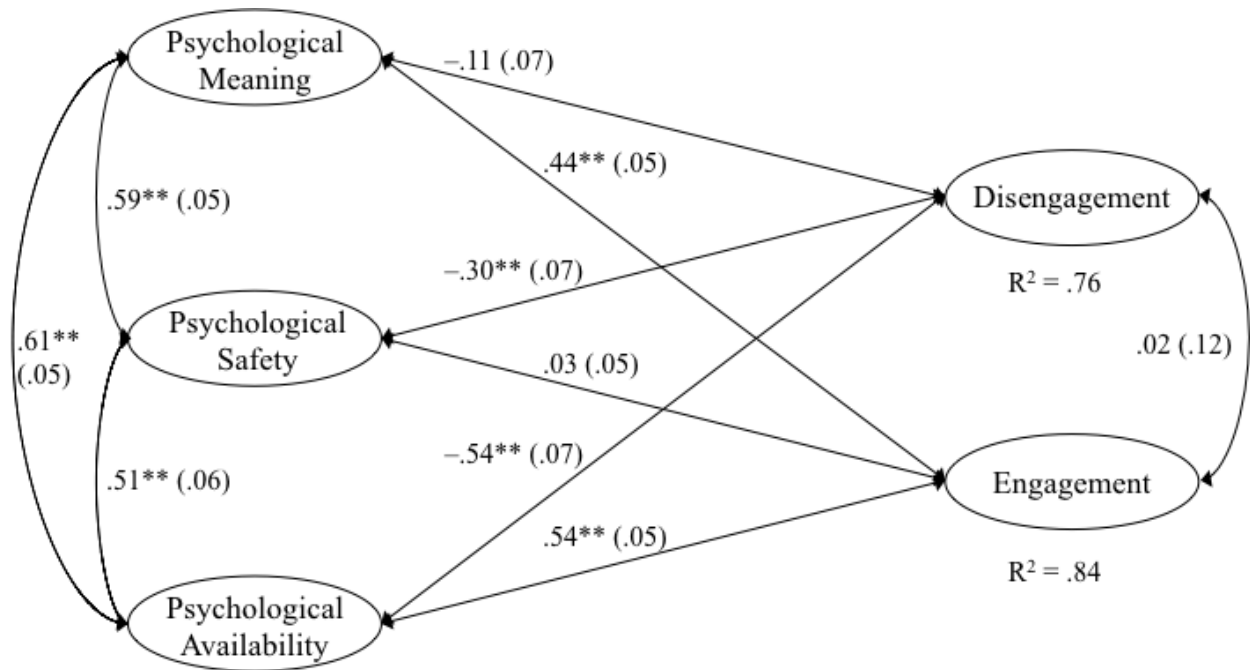 Psychological
Meaning
–.11 (.07)
.44** (.05)
.59** (.05)
Disengagement
–.30** (.07)
R² = .76
Psychological
Safety
.61**
(.05)
.03 (.05)
.02 (.12)
–.54** (.07)
.51** (.06)
Engagement
.54** (.05)
R² = .84
Psychological
Availability